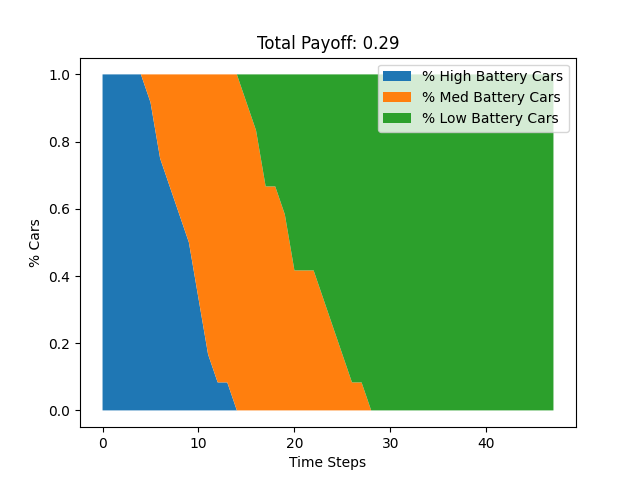 Total Payoff: 0.29
% High Battery Cars
% Med Battery Cars
% Low Battery Cars
1.0
0.8
0.6
0.4
0.2
0.0
% Cars
0
10
20
30
40
Time Steps